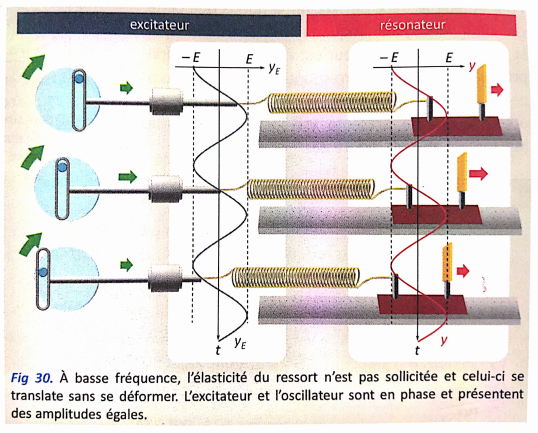 excitateur
résonateur
– E E
y_E
– E E
y
y_E
t
y
t
Fig 30. À basse fréquence, l'élasticité du ressort n'est pas sollicitée et celui-ci se
translate sans se déformer. L'excitateur et l'oscillateur sont en phase et présentent
des amplitudes égales.